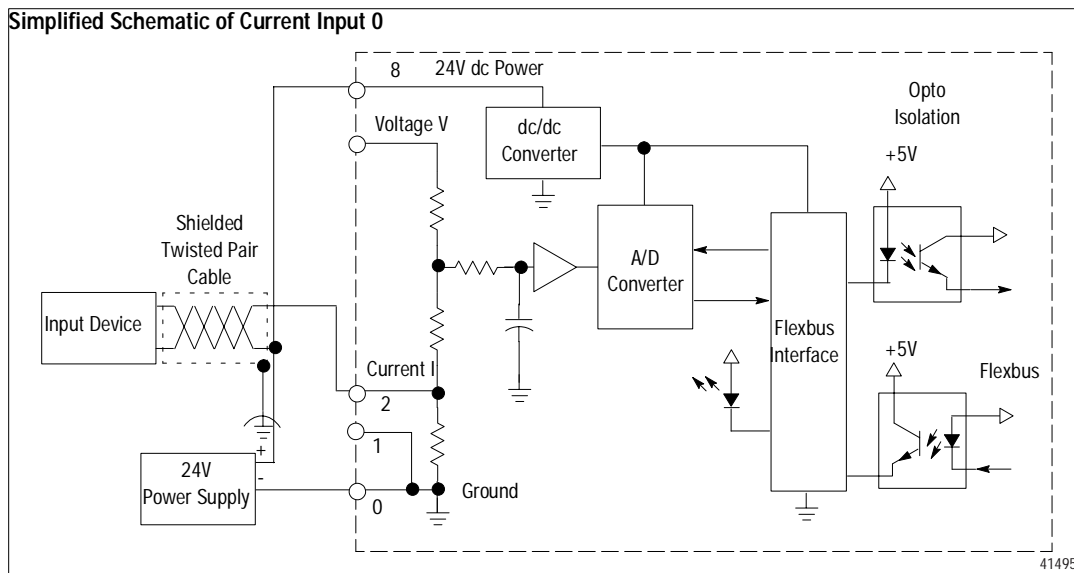 Simplified Schematic of Current Input 0
8
24V dc Power
Voltage V
dc/dc
Converter
Opto
Isolation
+5V
Shielded
Twisted Pair
Cable
Input Device
A/D
Converter
Flexbus
Interface
Current I
2
1
+5V
Flexbus
24V
Power Supply
+
-
0
Ground
41495